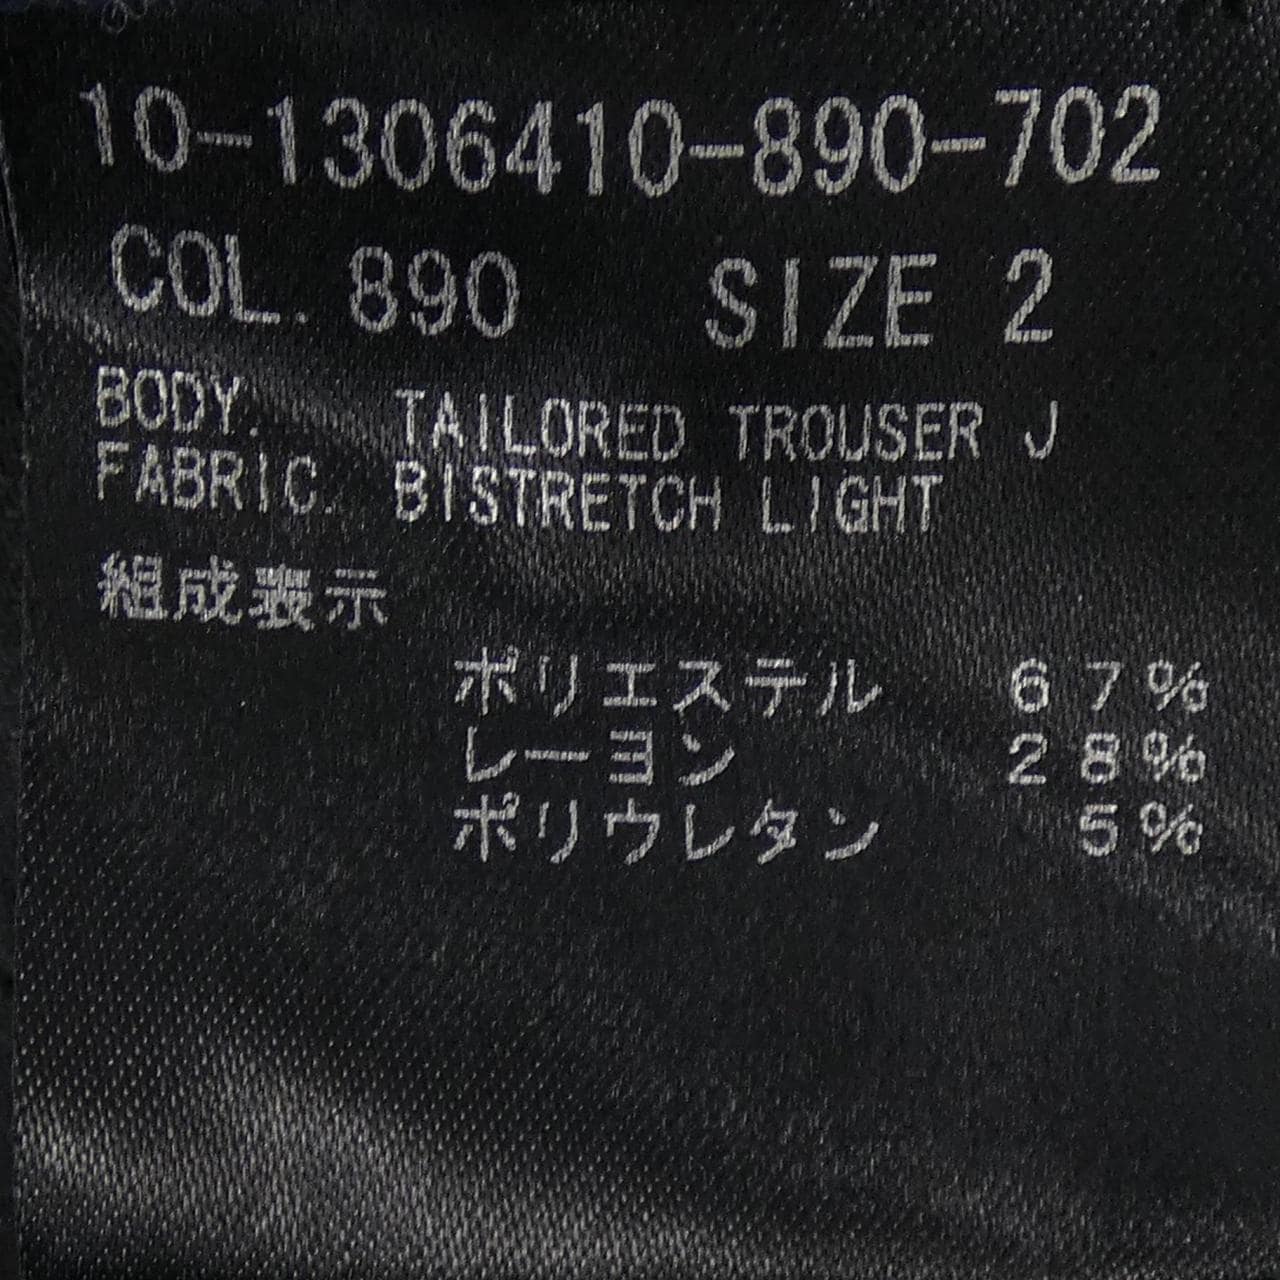 10-1306410-890-702
COL. 890 SIZE 2
BODY. TAILORED TROUSER J
FABRIC. BISTRETCH LIGHT
組成表示
ポリエステル 67%
レーヨン 28%
ポリウレタン 5%